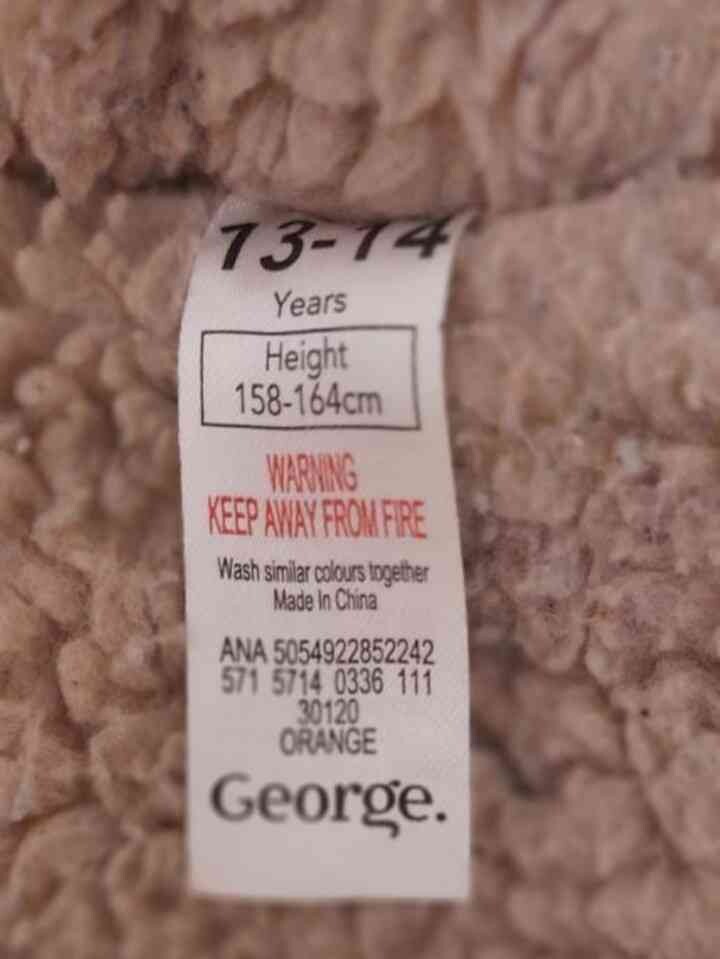 13-14
Years
Height
158-164cm
WARNING
KEEP AWAY FROM FIRE
Wash similar colours together
Made In China
ANA 5054922852242
571 5714 0336 111
30120
ORANGE
George.